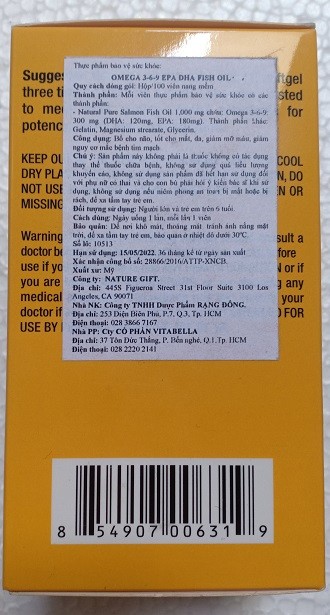 Thực phẩm bảo vệ sức khỏe:
OMEGA 3-6-9 EPA DHA FISH OIL
Quy cách đóng gói: Hộp/100 viên nang mềm
Thành phần: Mỗi viên thực phẩm bảo vệ sức khỏe có các
thành phần:
- Natural Pure Salmon Fish Oil 1,000 mg chứa: Omega 3-6-9:
300 mg (DHA: 120mg, EPA: 180mg). Thành phần khác:
Gelatin, Magnesium strearate, Glycerin.
Công dụng: Bổ cho não, tốt cho mắt, da, giảm mỡ máu, giảm
nguy cơ mắc bệnh tim mạch
Chú ý: Sản phẩm này không phải là thuốc không có tác dụng
thay thế thuốc chữa bệnh, không sử dụng quá liều lượng
khuyến cáo, không sử dụng sản phẩm đã hết hạn sử dụng đối
với phụ nữ có thai và cho con bú phải hỏi ý kiến bác sĩ khi sử
dụng, không sử dụng nếu niêm phong an toàn bị mất hoặc bị
rách, để xa tầm tay trẻ em.
Đối tượng sử dụng: Người lớn và trẻ em trên 6 tuổi.
Cách dùng: Ngày uống 1 lần, mỗi lần 1 viên
Bảo quản: Để nơi khô mát, thoáng mát, tránh ánh nắng mặt
trời, để xa tầm tay trẻ em, bảo quản ở nhiệt độ dưới 30°C.
Số lô: 10513
Hạn sử dụng: 15/05/2022. 36 tháng kể từ ngày sản xuất
Xác nhận công bố số: 28866/2016/ATTP-XNCB.
Xuất xứ: Mỹ
Công ty: NATURE GIFT.
Địa chỉ: 445S Figueroa Street 31st Floor Suite 3100 Los
Angeles, CA 90071
Nhà NK: Công ty TNHH Dược Phẩm RẠNG ĐÔNG.
Địa chỉ: 253 Điện Biên Phủ, P.7, Q.3, Tp. HCM
Điện thoại: 028 3866 7167
Nhà PP: Cty CỔ PHẦN VITABELLA
Địa chỉ: 37 Tôn Đức Thắng, P. Bến nghé, Q.1.Tp. HCM
Điện thoại: 028 2220 2141
Sugges gel
three ti sted
to me for
potenc
KEEP OU COOL
DRY PLA N, DO
NOT USE EN OR
MISSING
Warning sult a
doctor be fore
use if yo N or if
you are any
medical your
doctor if D FOR
USE BY
8 54907 00631 9